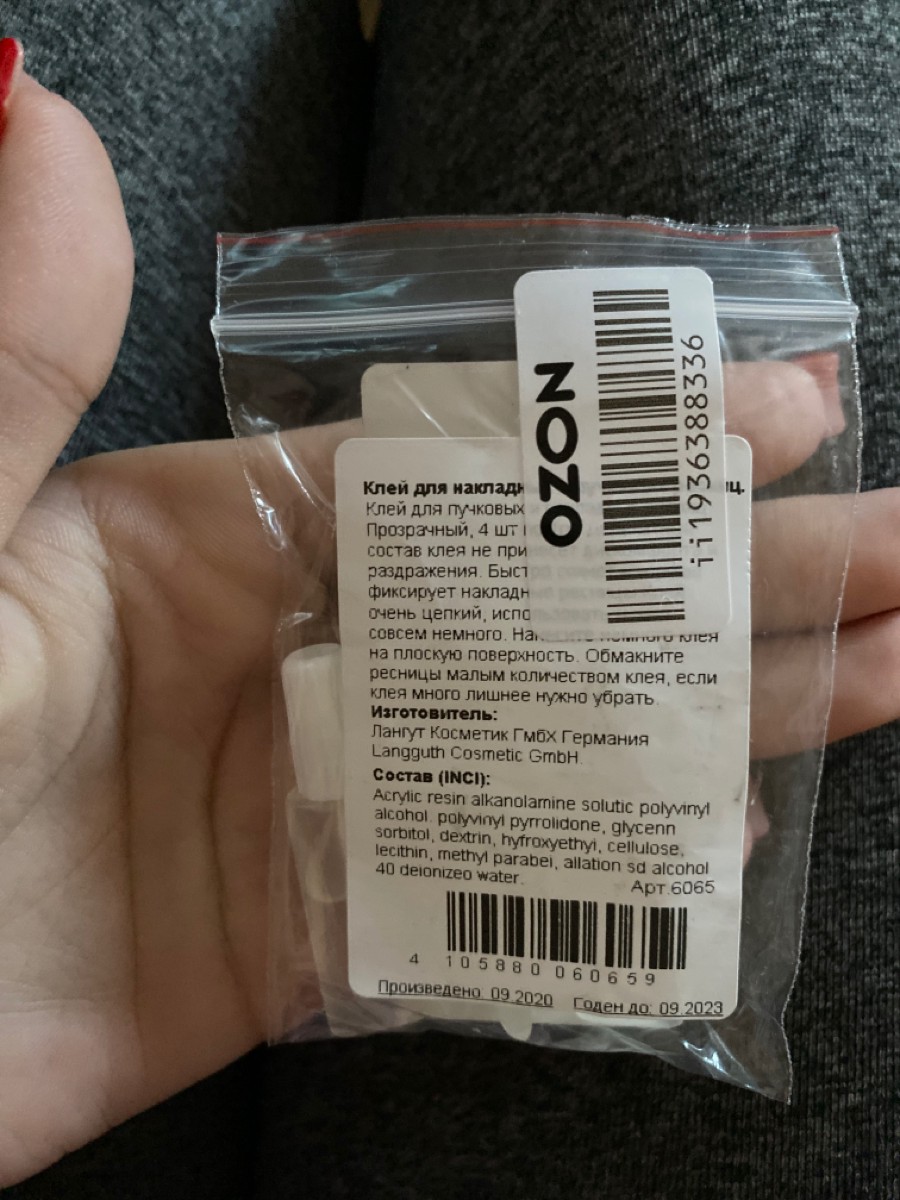 OZON
ii1936388336
Клей для накладн
Клей для пучковых
Прозрачный, 4 шт
состав клея не при
раздражения. Быст
фиксирует накладн
очень цепкий, испо
совсем немного. Нанесите немного клея
на плоскую поверхность. Обмакните
ресницы малым количеством клея, если
клея много лишнее нужно убрать.
Изготовитель:
Лангут Косметик ГмбХ Германия
Langguth Cosmetic GmbH.
Состав (INCI):
Acrylic resin alkanolamine solutic polyvinyl
alcohol. polyvinyl pyrrolidone, glycenn
sorbitol, dextrin, hyfroxyethyl, cellulose,
lecithin, methyl parabei, allation sd alcohol
40 deionizeo water.
Арт.6065
4 105880 060659
Произведено: 09.2020 Годен до: 09.2023